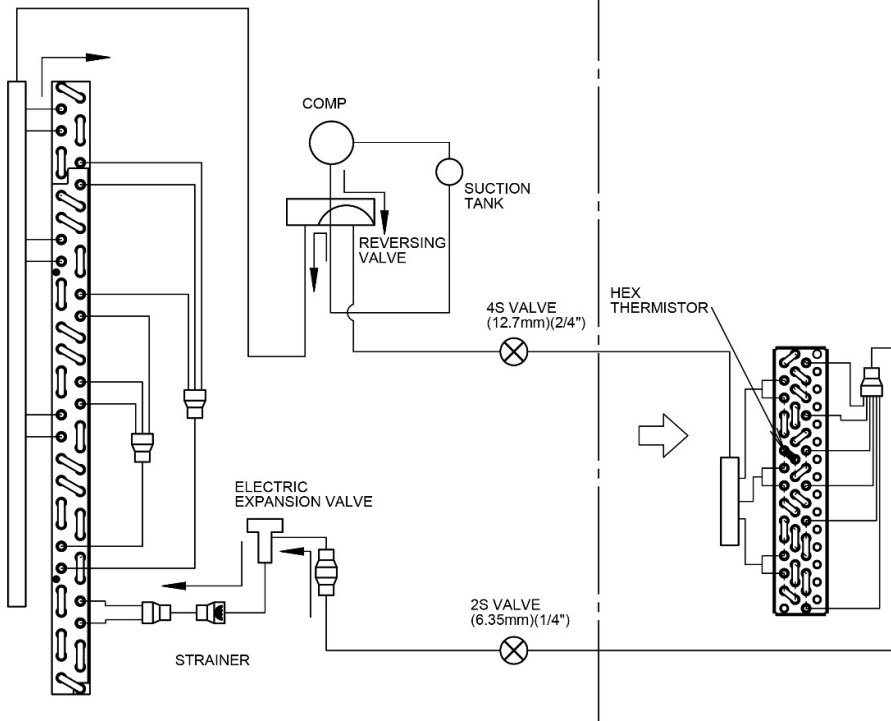 COMP
SUCTION
TANK
REVERSING
VALVE
4S VALVE
(12.7mm)(2/4")
HEX
THERMISTOR
ELECTRIC
EXPANSION VALVE
2S VALVE
(6.35mm)(1/4")
STRAINER